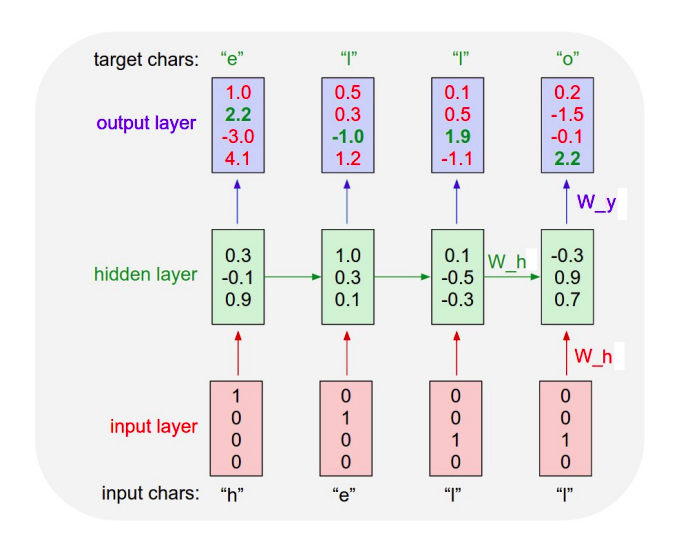 target chars: “e” “l” “l” “o”
1.0 0.5 0.1 0.2
output layer 2.2 0.3 0.5 -1.5
-3.0 -1.0 1.9 -0.1
4.1 1.2 -1.1 2.2
W_y
0.3 1.0 0.1 -0.3
hidden layer -0.1 0.3 -0.5 W_h 0.9
0.9 0.1 -0.3 0.7
W_h
1 0 0 0
input layer 0 1 0 0
0 0 1 1
0 0 0 0
input chars: “h” “e” “l” “l”